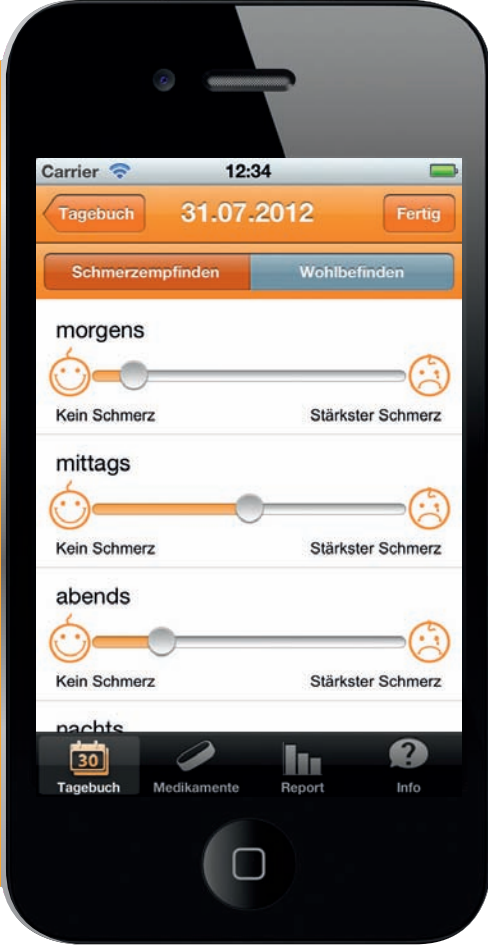 Carrier 12:34
Tagebuch 31.07.2012 Fertig
Schmerzempfinden Wohlbefinden
morgens
Kein Schmerz Stärkster Schmerz
mittags
Kein Schmerz Stärkster Schmerz
abends
Kein Schmerz Stärkster Schmerz
nachts
30
Tagebuch Medikamente Report Info